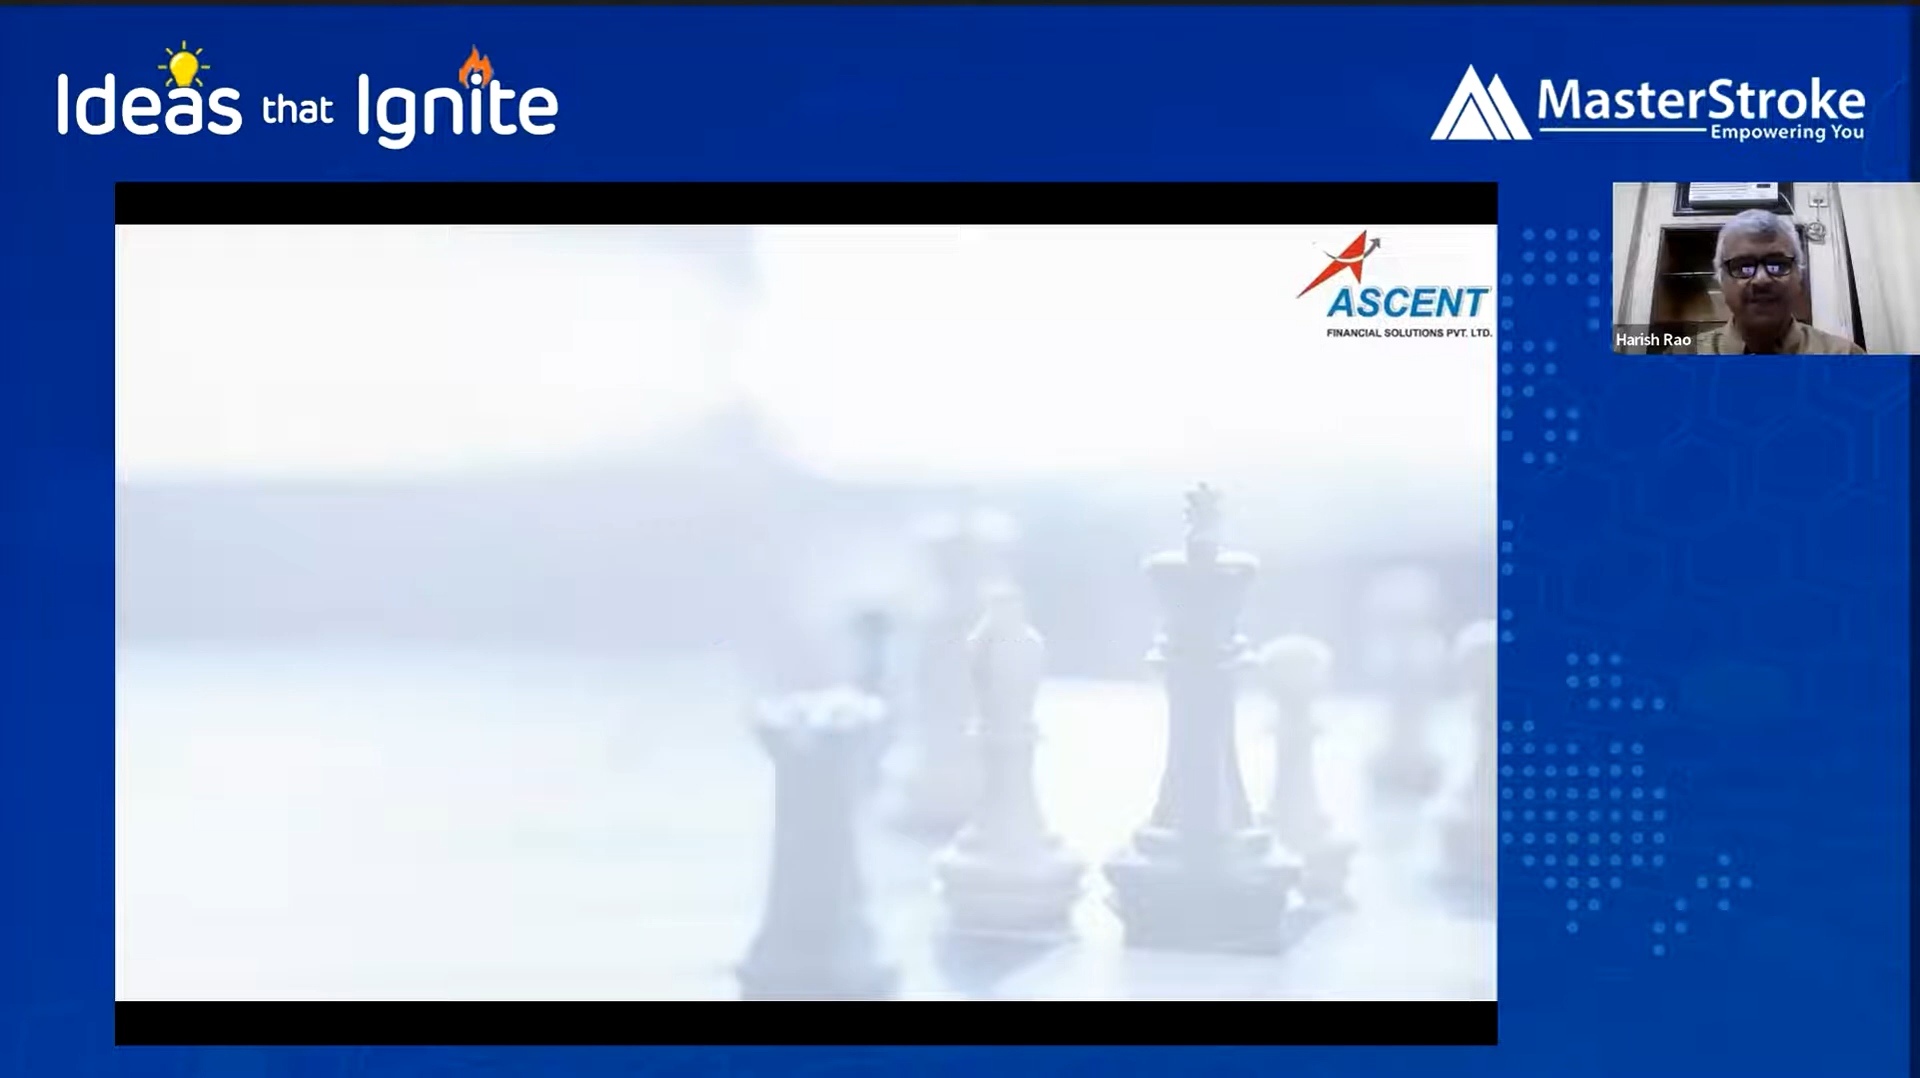 Ideas that Ignite
MasterStroke
Empowering You
ASCENT
FINANCIAL SOLUTIONS PVT. LTD.
Harish Rao